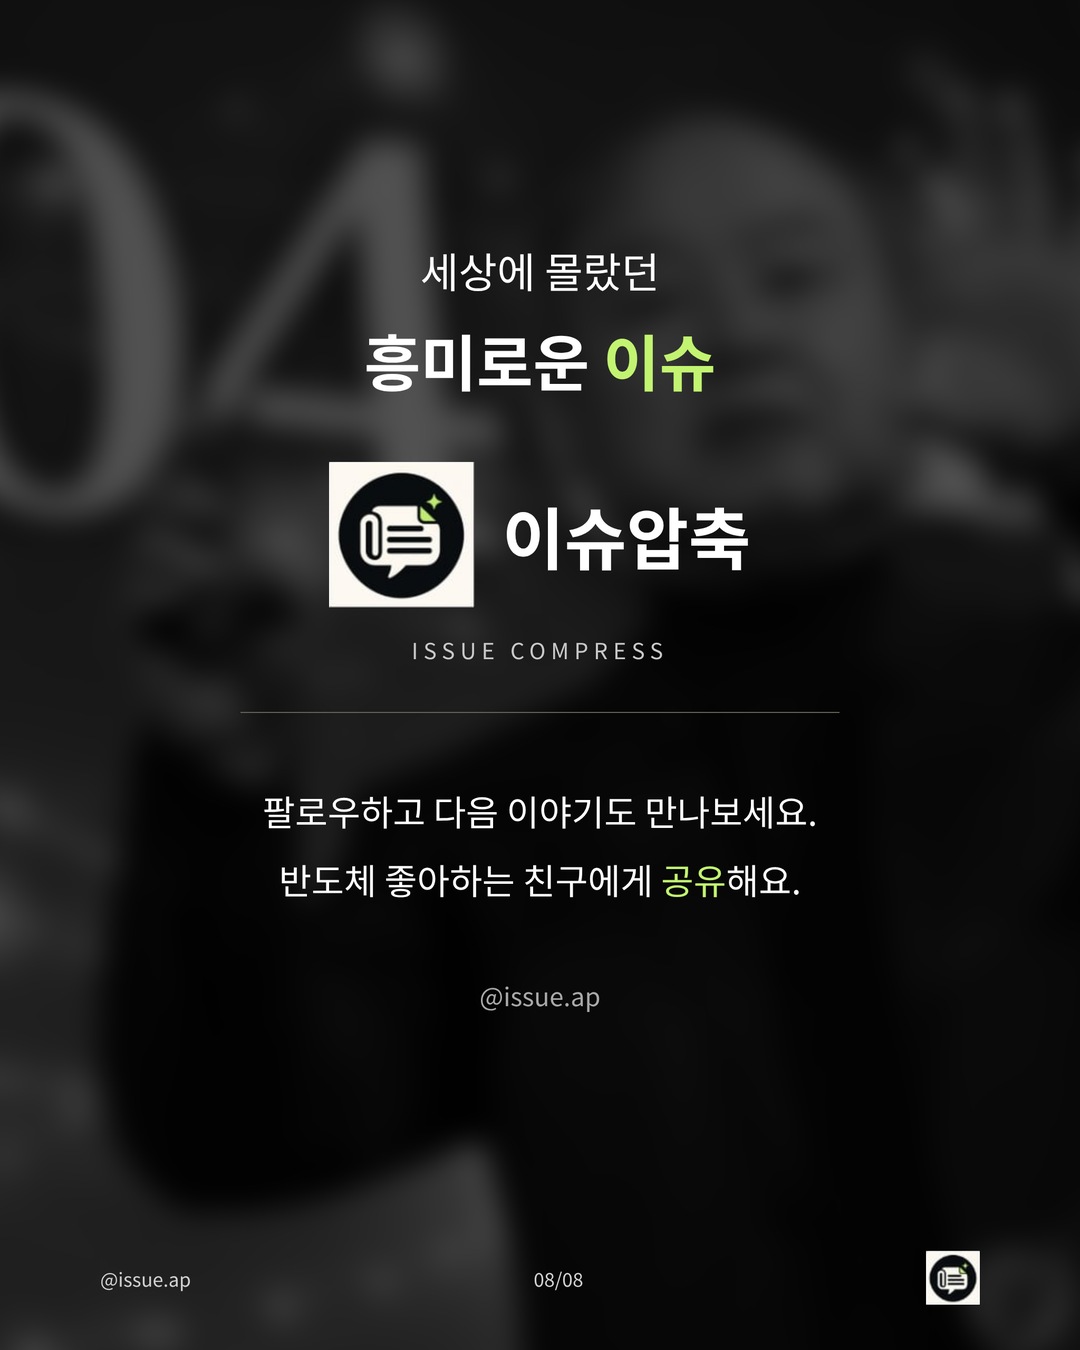 04
세상에 몰랐던
흥미로운 이슈
이슈압축
ISSUE COMPRESS
팔로우하고 다음 이야기도 만나보세요.
반도체 좋아하는 친구에게 공유해요.
@issue.ap
@issue.ap
08/08